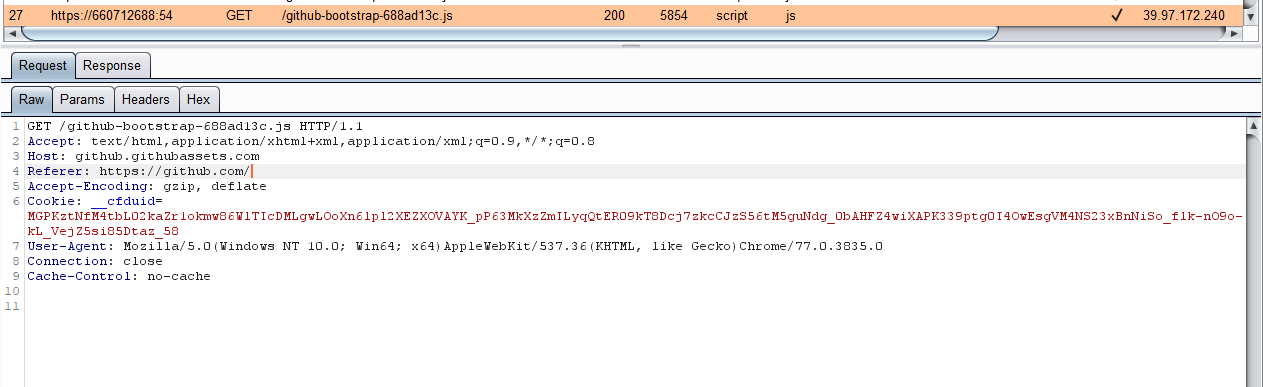 27 https://660712688:54 GET /github-bootstrap-688ad13c.js 200 5854 script js ✓ 39.97.172.240
Request Response
Raw Params Headers Hex
1 GET /github-bootstrap-688ad13c.js HTTP/1.1
2 Accept: text/html,application/xhtml+xml,application/xml;q=0.9,*/*;q=0.8
3 Host: github.githubassets.com
4 Referer: https://github.com/
5 Accept-Encoding: gzip, deflate
6 Cookie: __cfduid=
MGPKztNfM4tbL02kaZrlokmw86WlTIcDMLgwLOoXn6lpl2XEZXOVAYK_pP63MkXzZmILyqQtER09kT8Dcj7zkcCJzS56tM5guNdg_0bAHFZ4wiXAPK339ptg0I4OwEsgVM4NS23xBnNiSo_flk-nO9o-
kL_VejZ5si85Dtaz_58
7 User-Agent: Mozilla/5.0(Windows NT 10.0; Win64; x64)AppleWebKit/537.36(KHTML, like Gecko)Chrome/77.0.3835.0
8 Connection: close
9 Cache-Control: no-cache
10
11